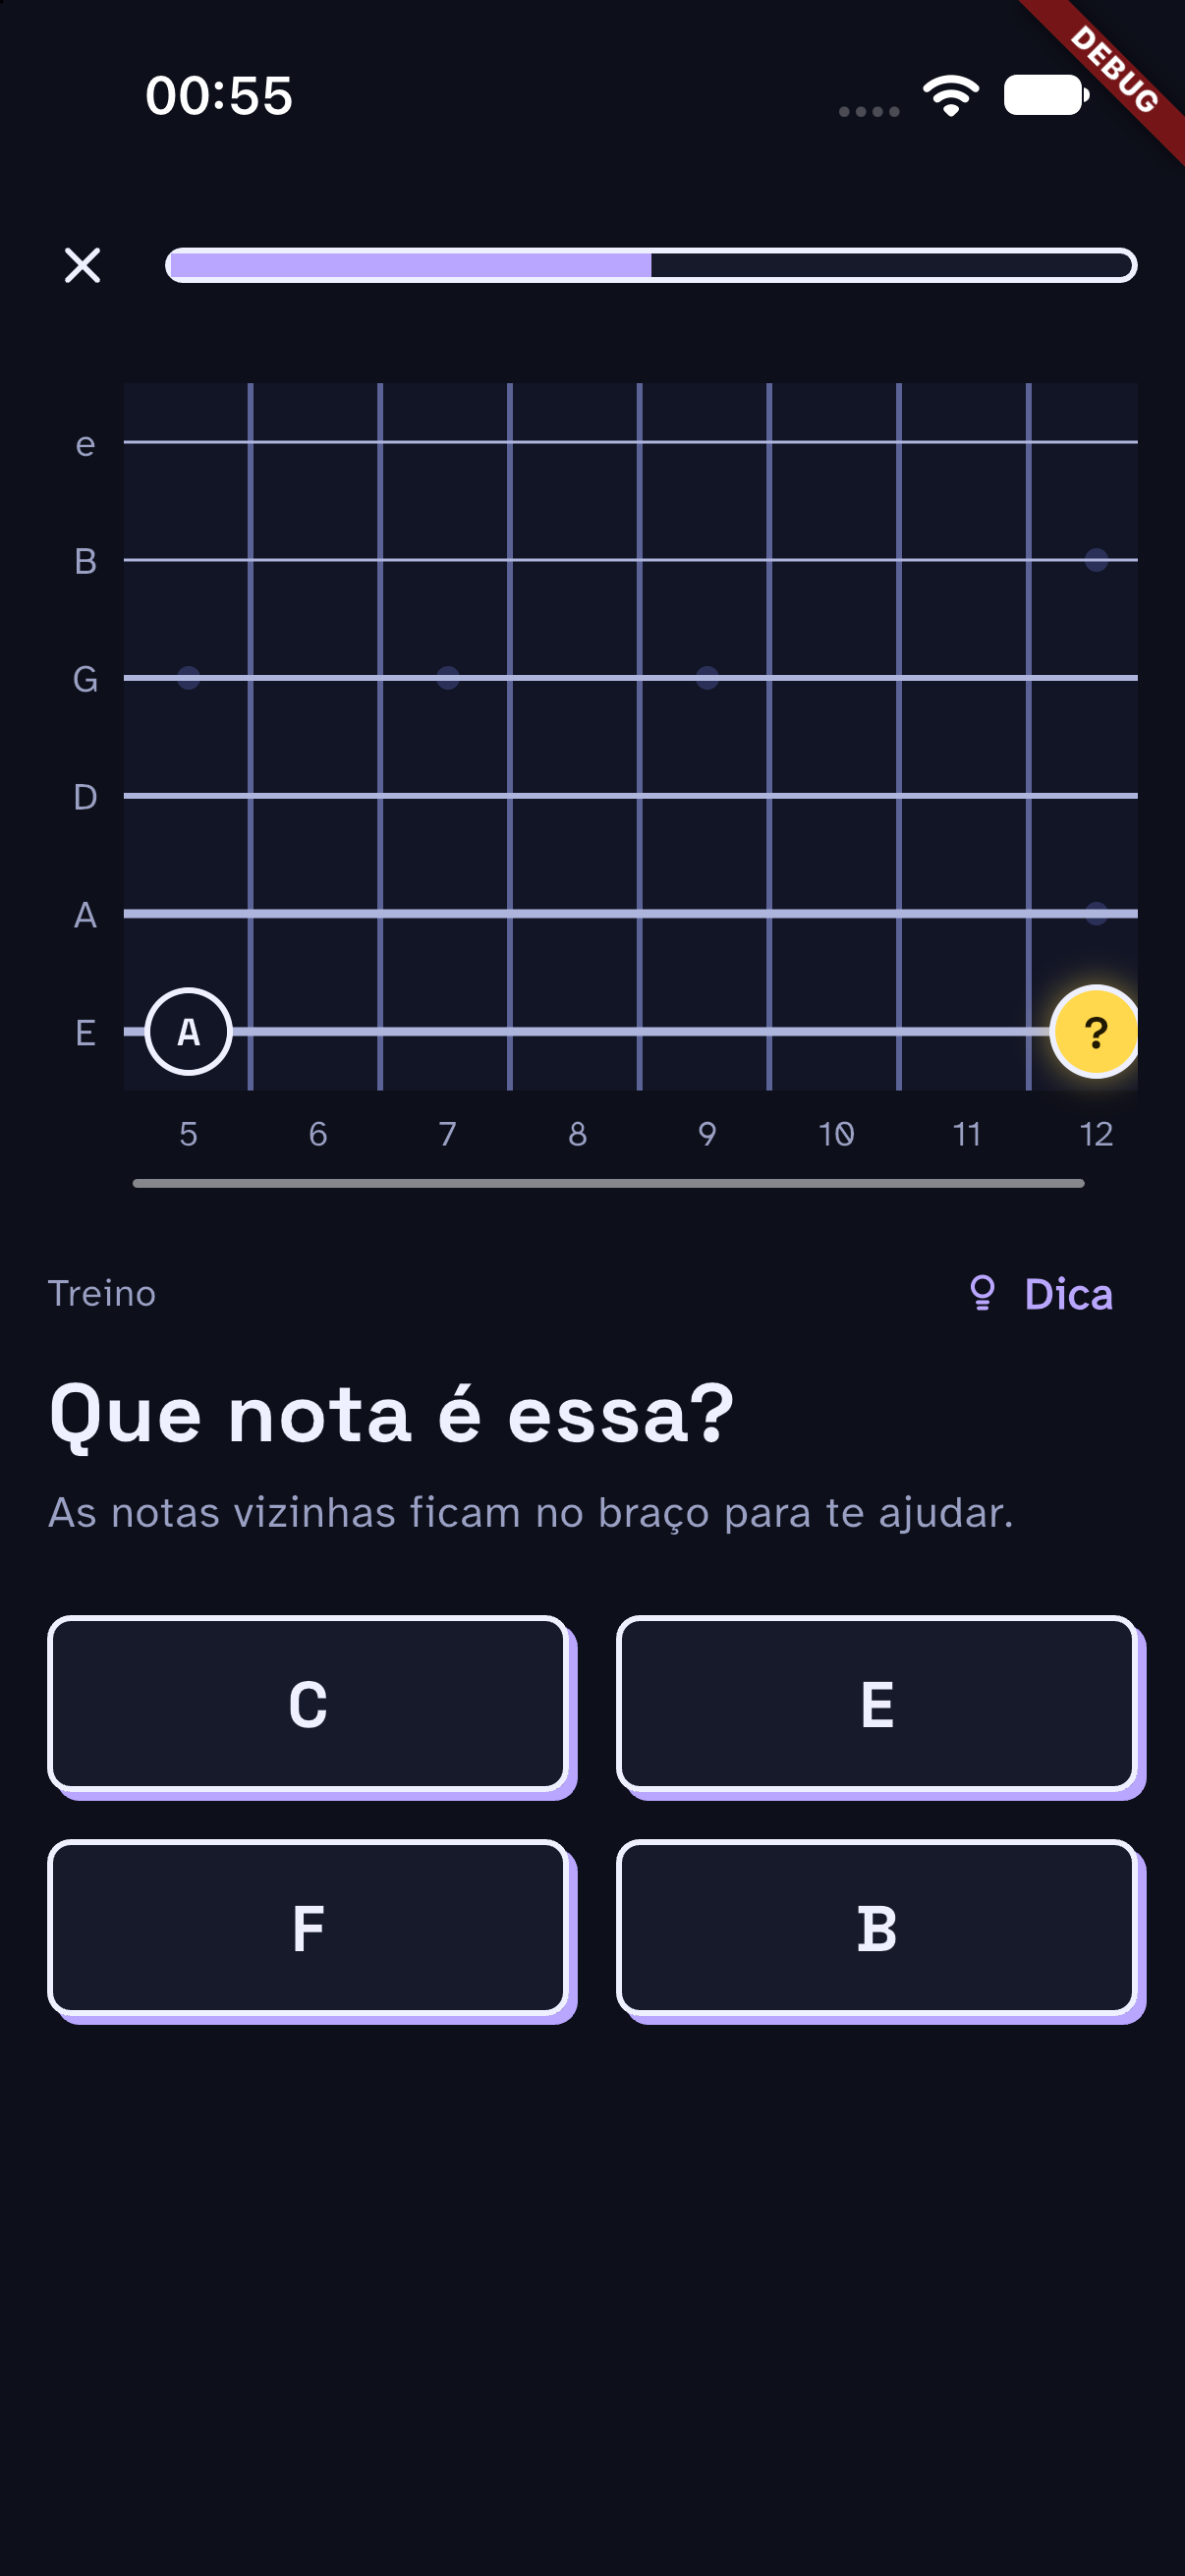 00:55
DEBUG
e
B
G
D
A
E
A
?
5 6 7 8 9 10 11 12
Treino
Dica
Que nota é essa?
As notas vizinhas ficam no braço para te ajudar.
C
E
F
B